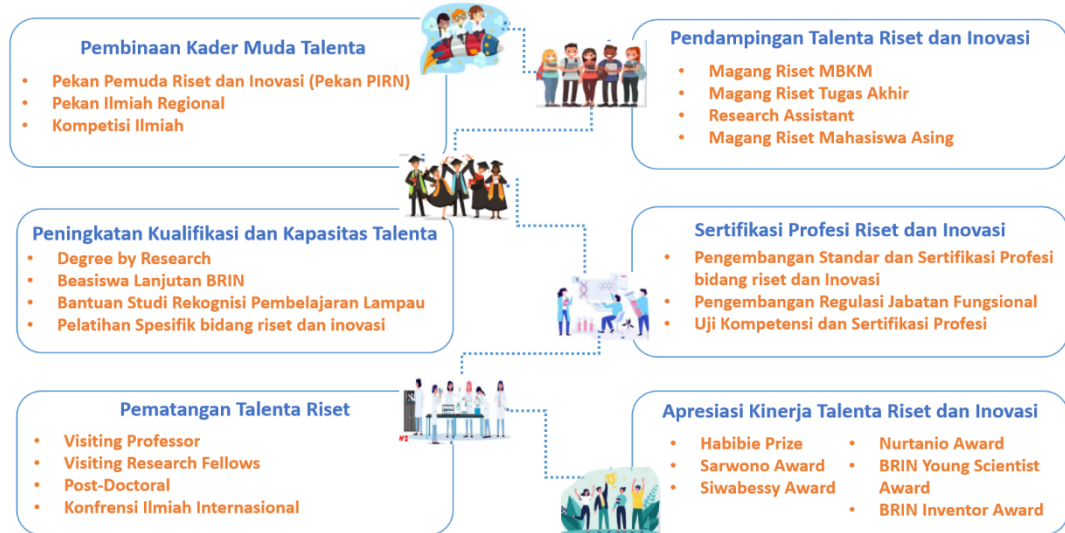 Pembinaan Kader Muda Talenta
• Pekan Pemuda Riset dan Inovasi (Pekan PIRN)
• Pekan Ilmiah Regional
• Kompetisi Ilmiah
Pendampingan Talenta Riset dan Inovasi
• Magang Riset MBKM
• Magang Riset Tugas Akhir
• Research Assistant
• Magang Riset Mahasiswa Asing
Peningkatan Kualifikasi dan Kapasitas Talenta
• Degree by Research
• Beasiswa Lanjutan BRIN
• Bantuan Studi Rekognisi Pembelajaran Lampau
• Pelatihan Spesifik bidang riset dan inovasi
Sertifikasi Profesi Riset dan Inovasi
• Pengembangan Standar dan Sertifikasi Profesi
bidang riset dan Inovasi
• Pengembangan Regulasi Jabatan Fungsional
• Uji Kompetensi dan Sertifikasi Profesi
Pematangan Talenta Riset
• Visiting Professor
• Visiting Research Fellows
• Post-Doctoral
• Konfrensi Ilmiah Internasional
Apresiasi Kinerja Talenta Riset dan Inovasi
• Habibie Prize
• Sarwono Award
• Siwabessy Award
• Nurtanio Award
• BRIN Young Scientist
Award
• BRIN Inventor Award